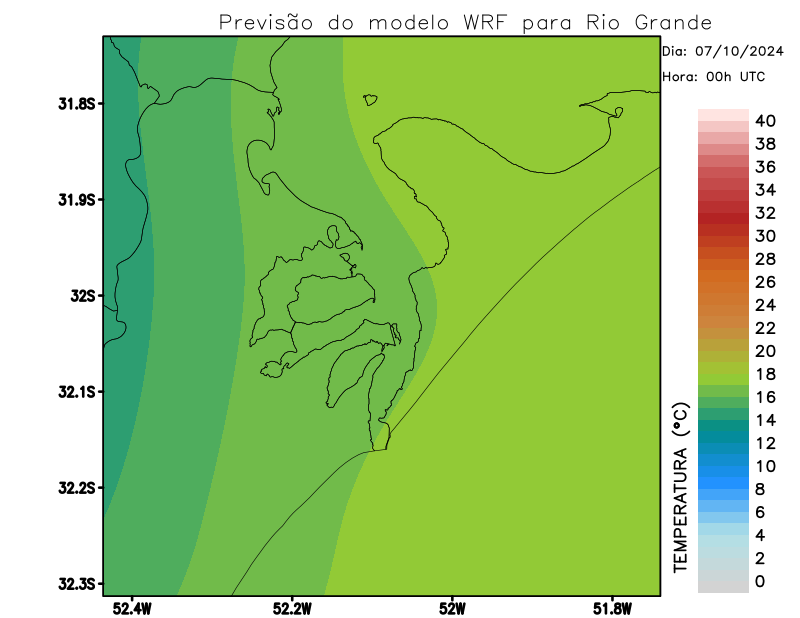 Previsão do modelo WRF para Rio Grande
Dia: 07/10/2024
Hora: 00h UTC
31.8S
31.9S
32S
32.1S
32.2S
32.3S
52.4W
52.2W
52W
51.8W
TEMPERATURA (°C)
40
38
36
34
32
30
28
26
24
22
20
18
16
14
12
10
8
6
4
2
0